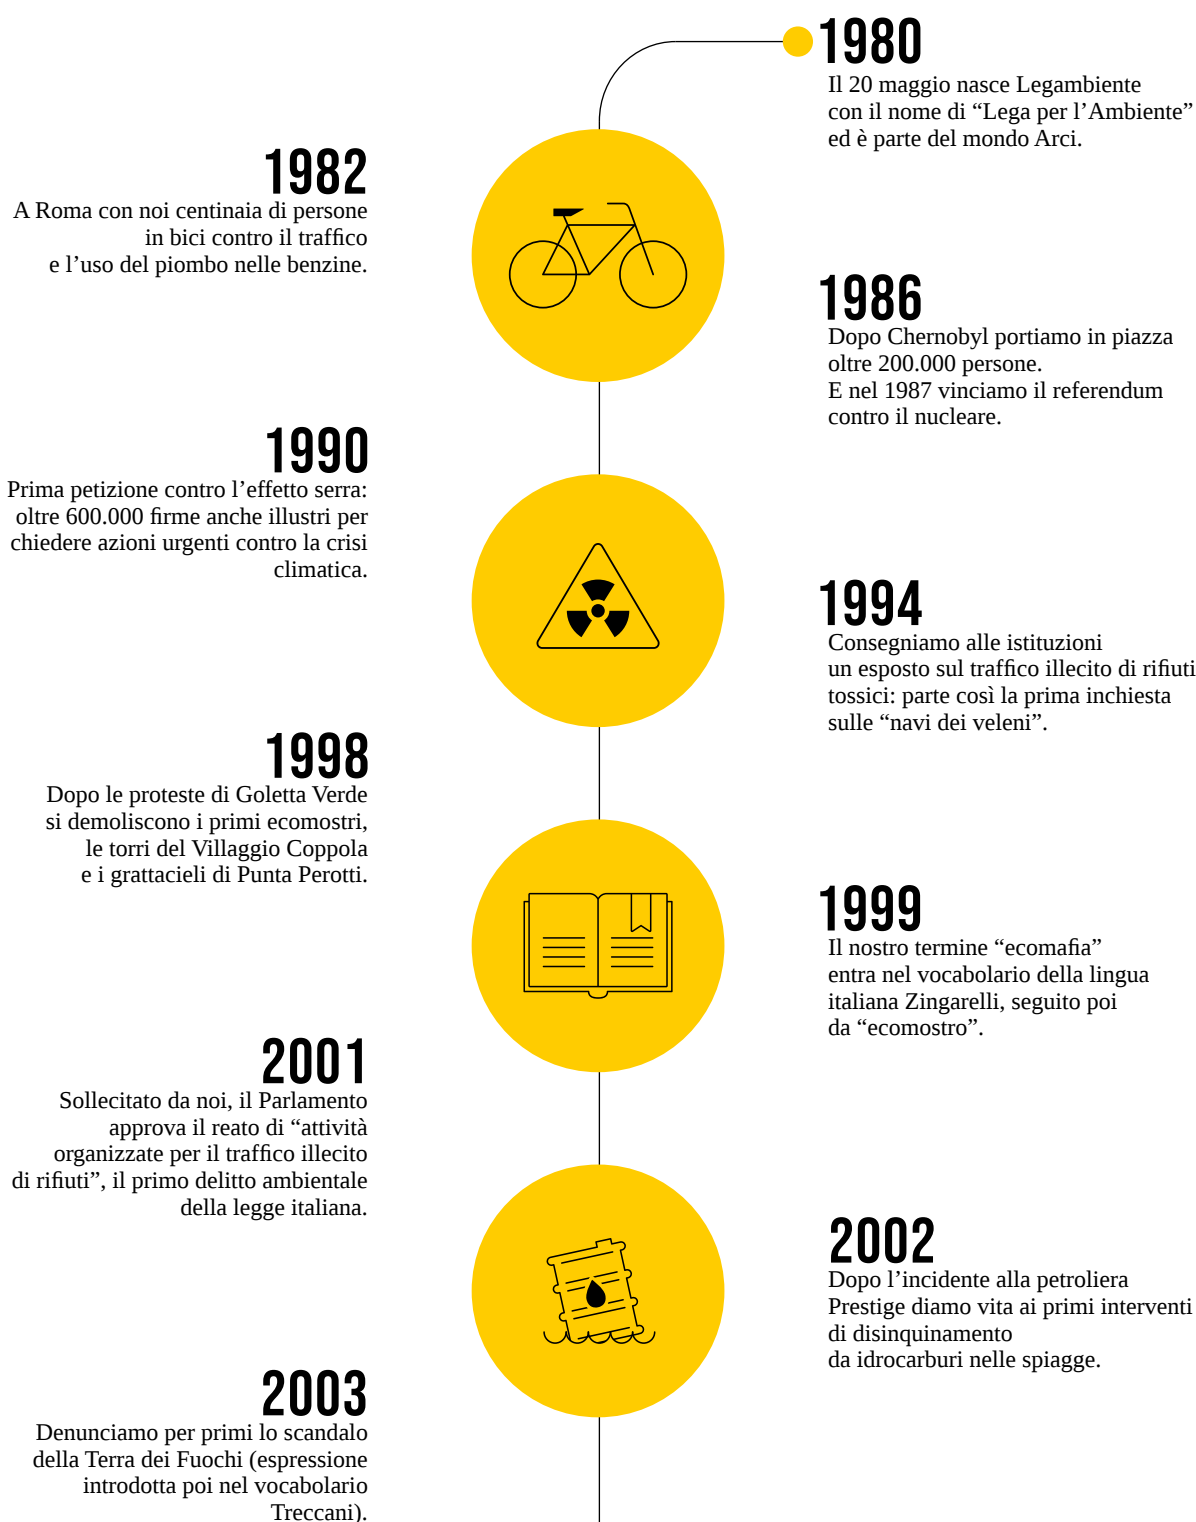 1980
Il 20 maggio nasce Legambiente
con il nome di “Lega per l’Ambiente”
ed è parte del mondo Arci.
1982
A Roma con noi centinaia di persone
in bici contro il traffico
e l’uso del piombo nelle benzine.
1986
Dopo Chernobyl portiamo in piazza
oltre 200.000 persone.
E nel 1987 vinciamo il referendum
contro il nucleare.
1990
Prima petizione contro l’effetto serra:
oltre 600.000 firme anche illustri per
chiedere azioni urgenti contro la crisi
climatica.
1994
Consegniamo alle istituzioni
un esposto sul traffico illecito di rifiuti
tossici: parte così la prima inchiesta
sulle “navi dei veleni”.
1998
Dopo le proteste di Goletta Verde
si demoliscono i primi ecomostri,
le torri del Villaggio Coppola
e i grattacieli di Punta Perotti.
1999
Il nostro termine “ecomafia”
entra nel vocabolario della lingua
italiana Zingarelli, seguito poi
da “ecomostro”.
2001
Sollecitato da noi, il Parlamento
approva il reato di “attività
organizzate per il traffico illecito
di rifiuti”, il primo delitto ambientale
della legge italiana.
2002
Dopo l’incidente alla petroliera
Prestige diamo vita ai primi interventi
di disinquinamento
da idrocarburi nelle spiagge.
2003
Denunciamo per primi lo scandalo
della Terra dei Fuochi (espressione
introdotta poi nel vocabolario
Treccani).